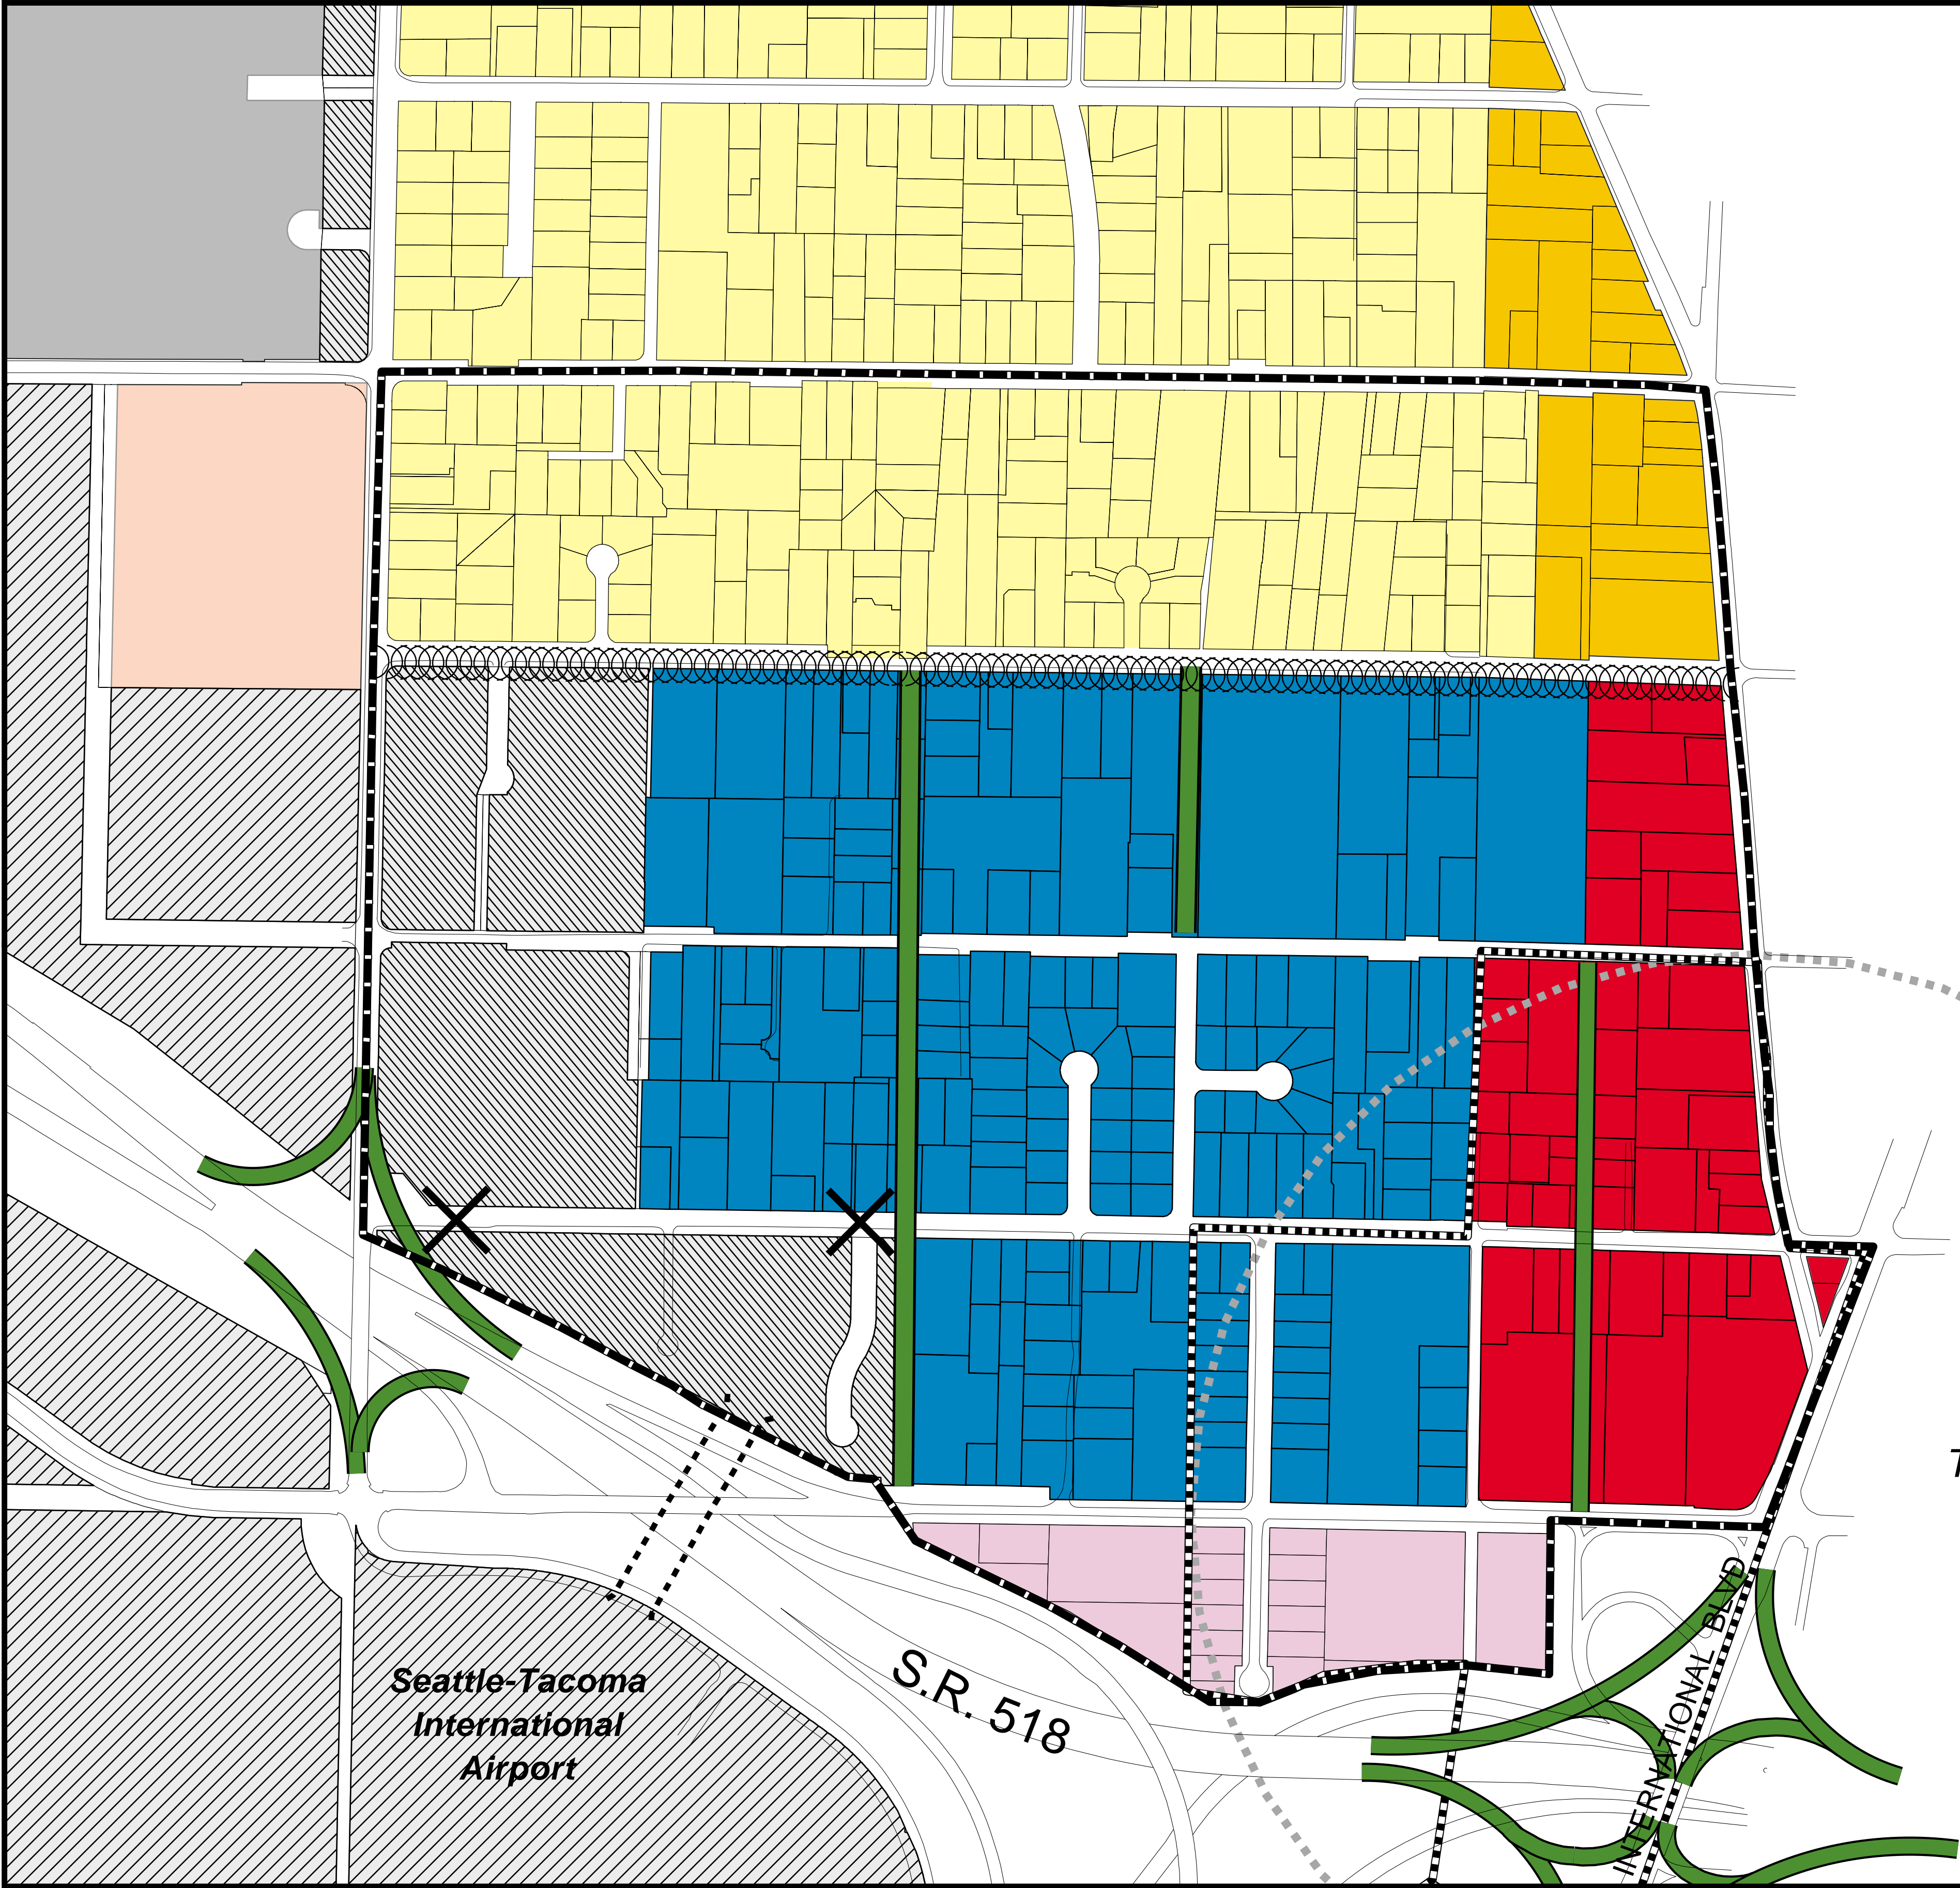 Seattle-Tacoma
International
Airport
S.R. 518
INTERNATIONAL BLVD
T